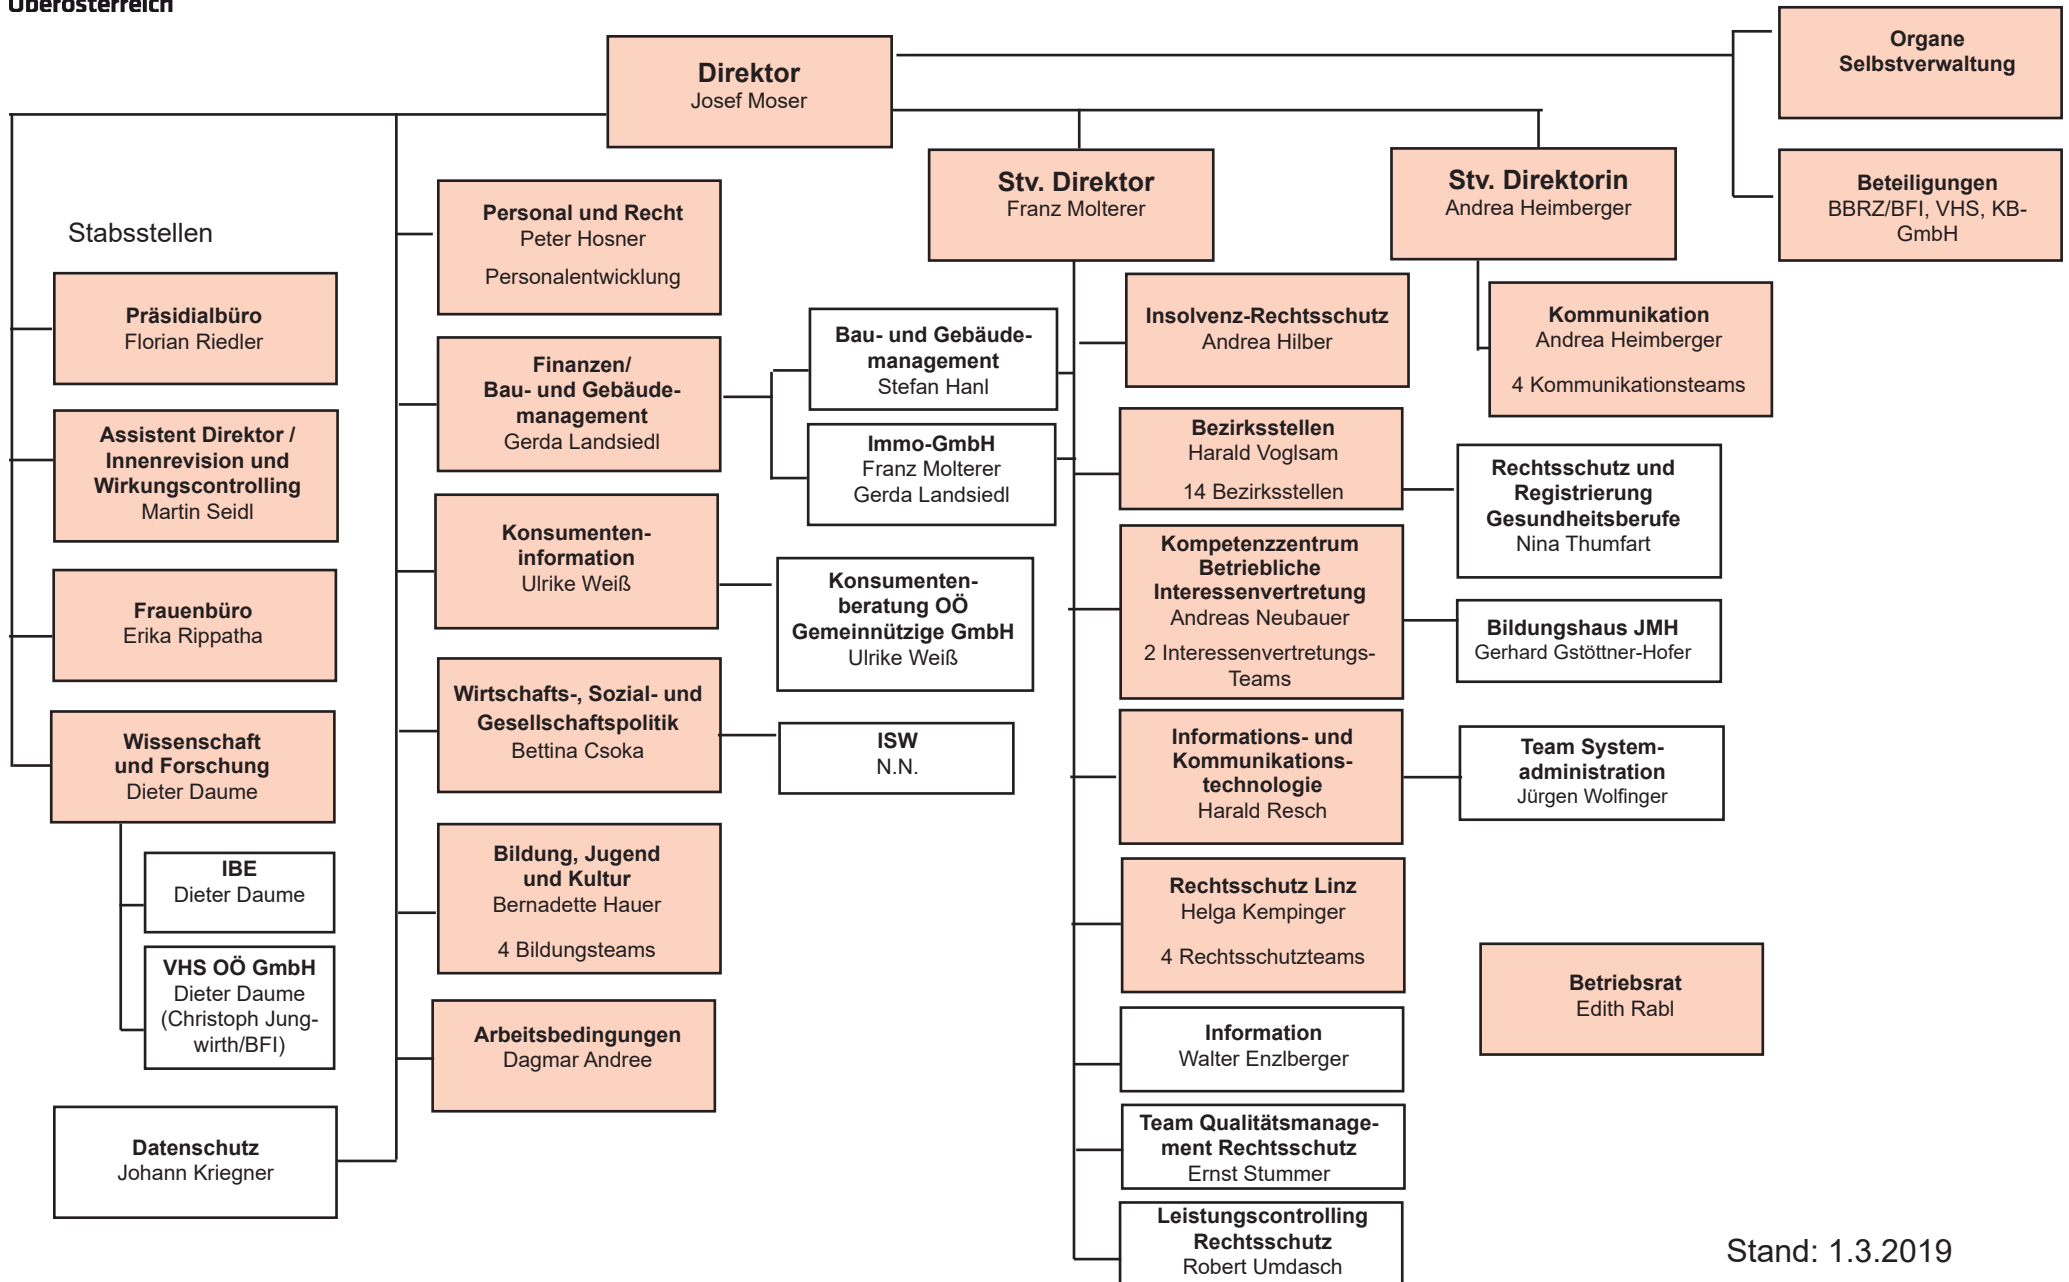 Oberösterreich
Direktor
Josef Moser
Organe
Selbstverwaltung
Beteiligungen
BBRZ/BFI, VHS, KB-
GmbH
Stv. Direktor
Franz Molterer
Stv. Direktorin
Andrea Heimberger
Stabsstellen
Präsidialbüro
Florian Riedler
Assistent Direktor /
Innenrevision und
Wirkungscontrolling
Martin Seidl
Frauenbüro
Erika Rippatha
Wissenschaft
und Forschung
Dieter Daume
IBE
Dieter Daume
VHS OÖ GmbH
Dieter Daume
(Christoph Jung-
wirth/BFI)
Datenschutz
Johann Kriegner
Personal und Recht
Peter Hosner
Personalentwicklung
Finanzen/
Bau- und Gebäude-
management
Gerda Landsiedl
Konsumenten-
information
Ulrike Weiß
Wirtschafts-, Sozial- und
Gesellschaftspolitik
Bettina Csoka
Bildung, Jugend
und Kultur
Bernadette Hauer
4 Bildungsteams
Arbeitsbedingungen
Dagmar Andree
Bau- und Gebäude-
management
Stefan Hanl
Immo-GmbH
Franz Molterer
Gerda Landsiedl
Konsumenten-
beratung OÖ
Gemeinnützige GmbH
Ulrike Weiß
ISW
N.N.
Insolvenz-Rechtsschutz
Andrea Hilber
Bezirksstellen
Harald Voglsam
14 Bezirksstellen
Kompetenzzentrum
Betriebliche
Interessenvertretung
Andreas Neubauer
2 Interessenvertretungs-
Teams
Informations- und
Kommunikations-
technologie
Harald Resch
Rechtsschutz Linz
Helga Kempinger
4 Rechtsschutzteams
Information
Walter Enzlberger
Team Qualitätsmanage-
ment Rechtsschutz
Ernst Stummer
Leistungscontrolling
Rechtsschutz
Robert Umdasch
Kommunikation
Andrea Heimberger
4 Kommunikationsteams
Rechtsschutz und
Registrierung
Gesundheitsberufe
Nina Thumfart
Bildungshaus JMH
Gerhard Gstöttner-Hofer
Team System-
administration
Jürgen Wolfinger
Betriebsrat
Edith Rabl
Stand: 1.3.2019